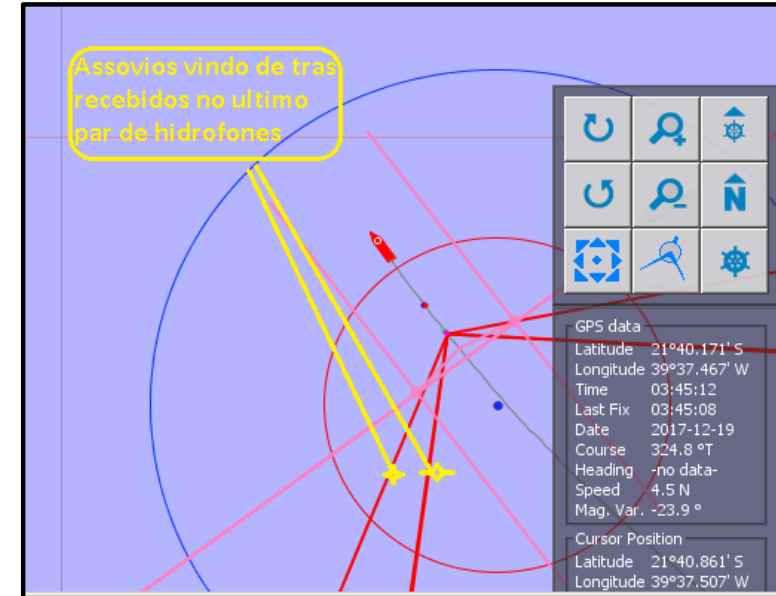 Assovios vindo de tras
recebidos no ultimo
par de hidrofones
N
GPS data
Latitude 21°40.171' S
Longitude 39°37.467' W
Time 03:45:12
Last Fix 03:45:08
Date 2017-12-19
Course 324.8 °T
Heading -no data-
Speed 4.5 N
Mag. Var. -23.9 °
Cursor Position
Latitude 21°40.861' S
Longitude 39°37.507' W